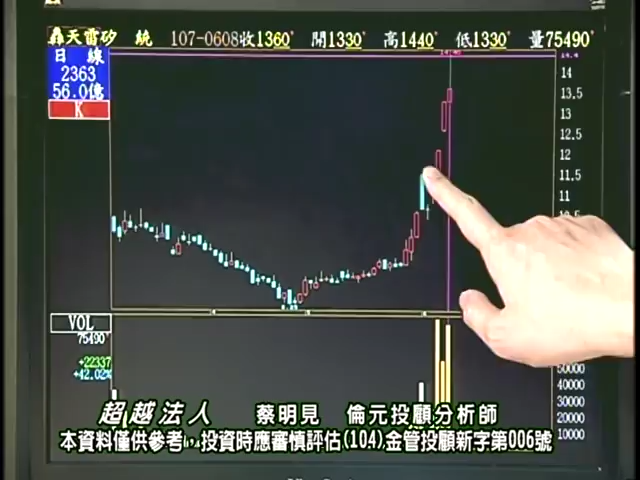 轟天雷矽 統 107-0608收1360 開1330 高1440 低1330 量75490
日 線
2363
56.0億
K
14.4
14
13.5
13
12.5
12
11.5
11
10.5
VOL
75490
+22337
+42.02%
50000
40000
30000
20000
10000
超越法人 蔡明見 倫元投顧分析師
本資料僅供參考，投資時應審慎評估(104)金管投顧新字第006號